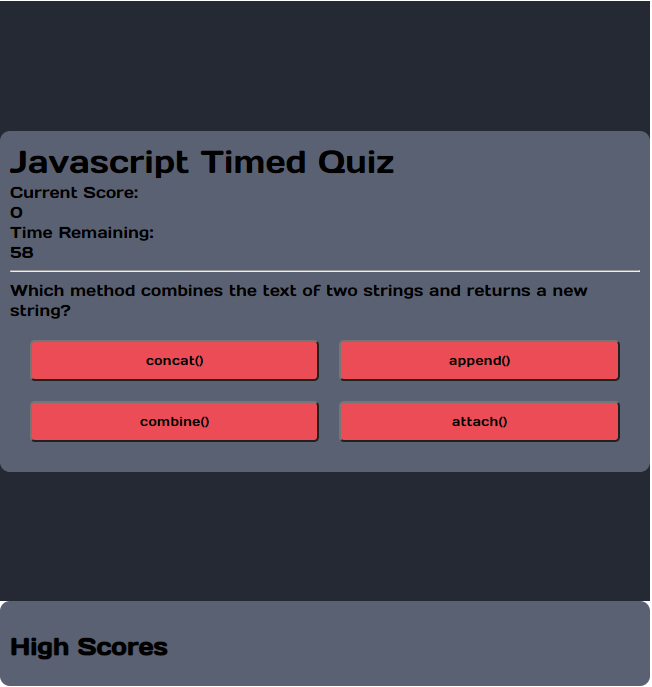 Javascript Timed Quiz
Current Score:
0
Time Remaining:
58
Which method combines the text of two strings and returns a new
string?
concat()
append()
combine()
attach()
High Scores